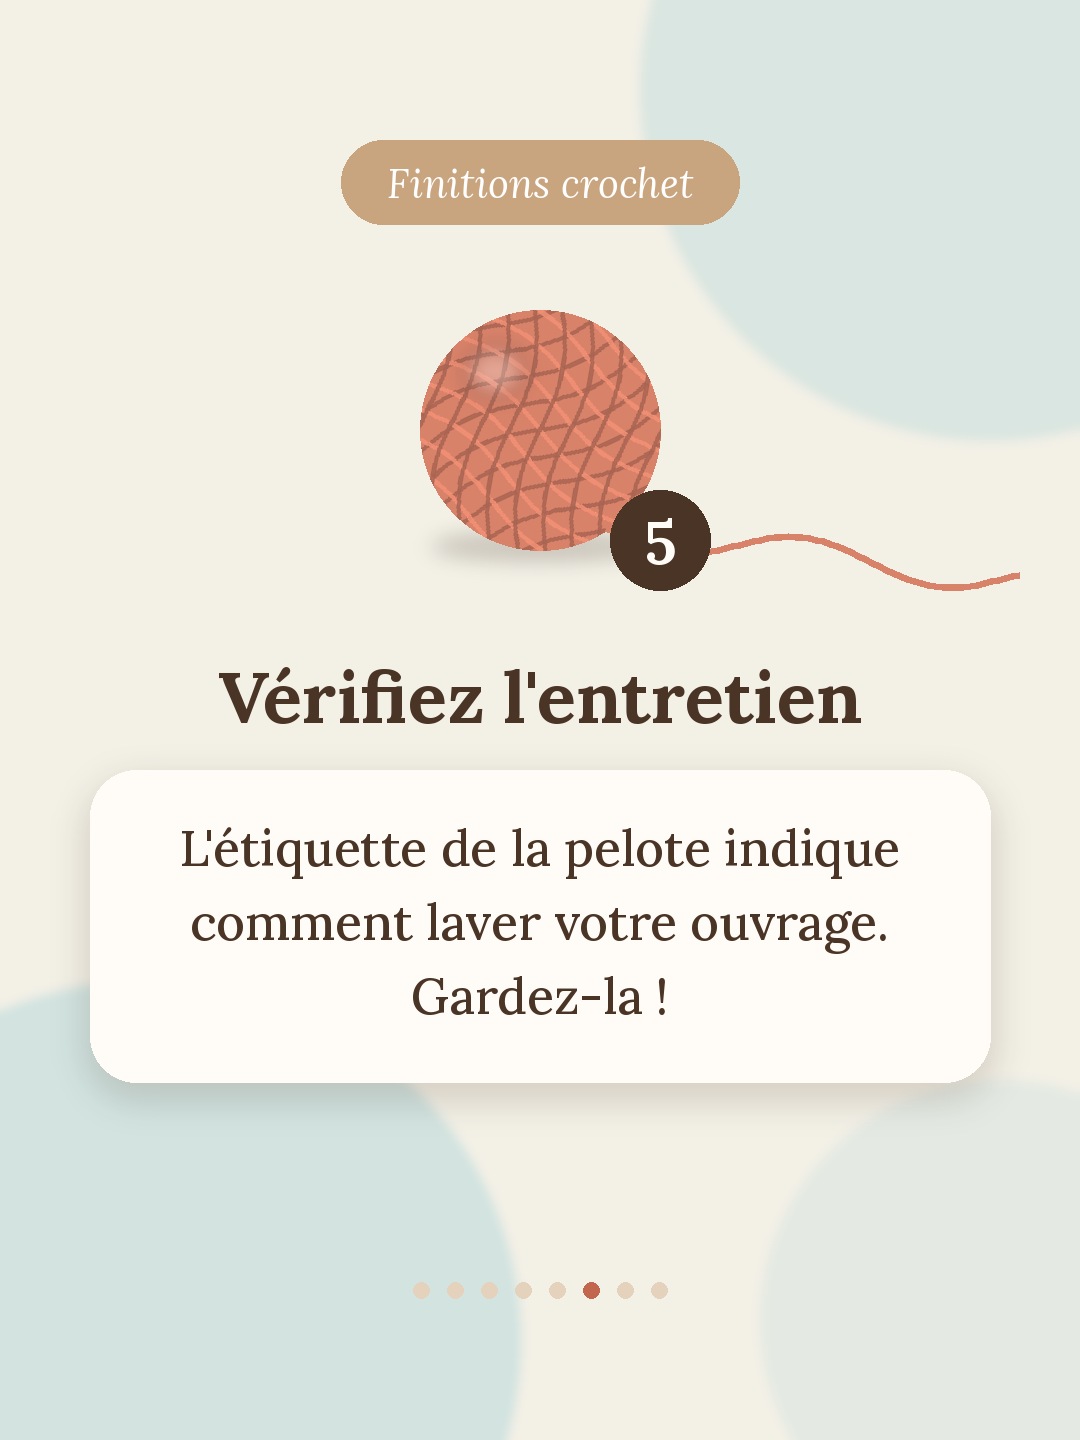 Finitions crochet
5
Vérifiez l'entretien
L'étiquette de la pelote indique
comment laver votre ouvrage.
Gardez-la !